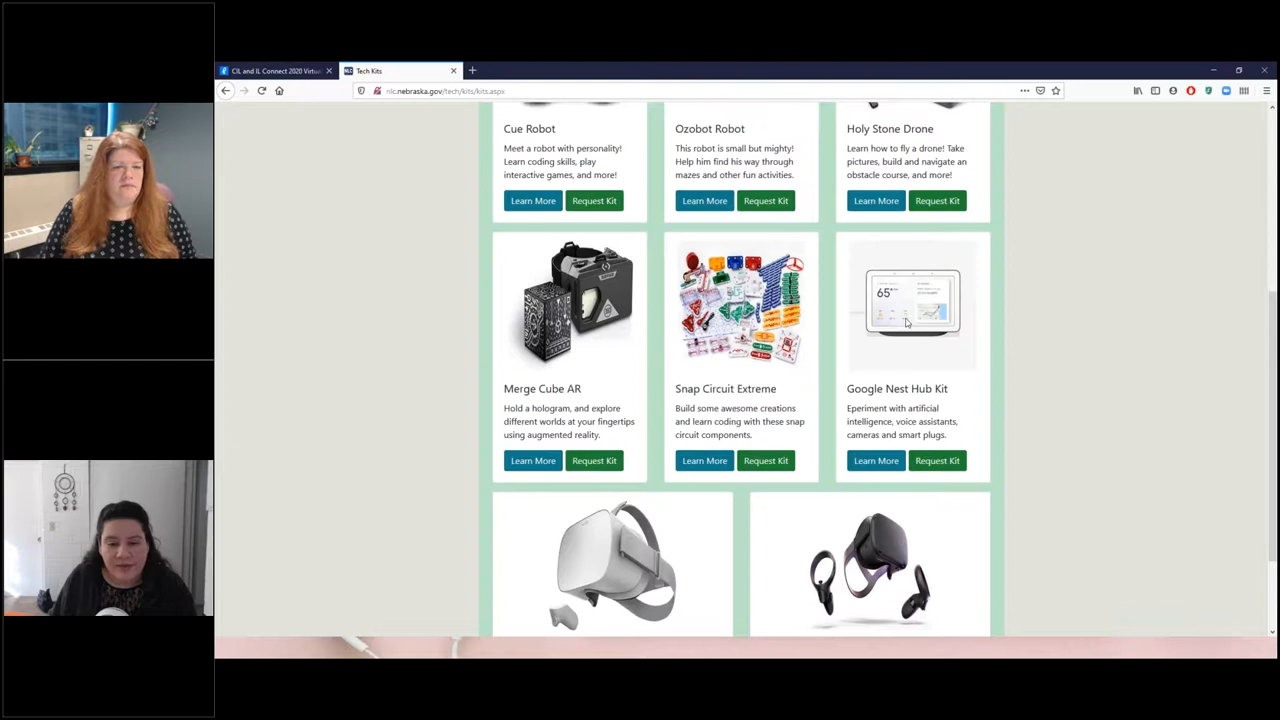 CIL and IL Connect 2020 Virtu
Tech Kits
nlc.nebraska.gov/tech/kits/kits.aspx
Cue Robot
Meet a robot with personality!
Learn coding skills, play
interactive games, and more!
Learn More Request Kit
Ozobot Robot
This robot is small but mighty!
Help him find his way through
mazes and other fun activities.
Learn More Request Kit
Holy Stone Drone
Learn how to fly a drone! Take
pictures, build and navigate an
obstacle course, and more!
Learn More Request Kit
Merge Cube AR
Hold a hologram, and explore
different worlds at your fingertips
using augmented reality.
Learn More Request Kit
Snap Circuit Extreme
Build some awesome creations
and learn coding with these snap
circuit components.
Learn More Request Kit
65°
Google Nest Hub Kit
Eperiment with artificial
intelligence, voice assistants,
cameras and smart plugs.
Learn More Request Kit